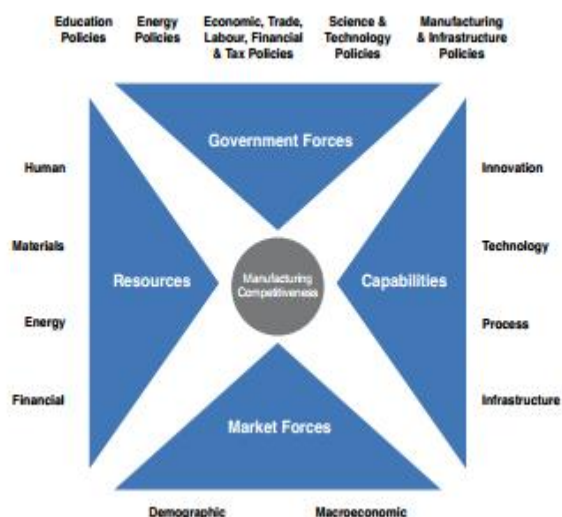 Education
Policies
Energy
Policies
Economic, Trade,
Labour, Financial
& Tax Policies
Science &
Technology
Policies
Manufacturing
& Infrastructure
Policies
Government Forces
Human
Materials
Energy
Financial
Resources
Manufacturing
Competitiveness
Capabilities
Innovation
Technology
Process
Infrastructure
Market Forces
Demographic
Macroeconomic